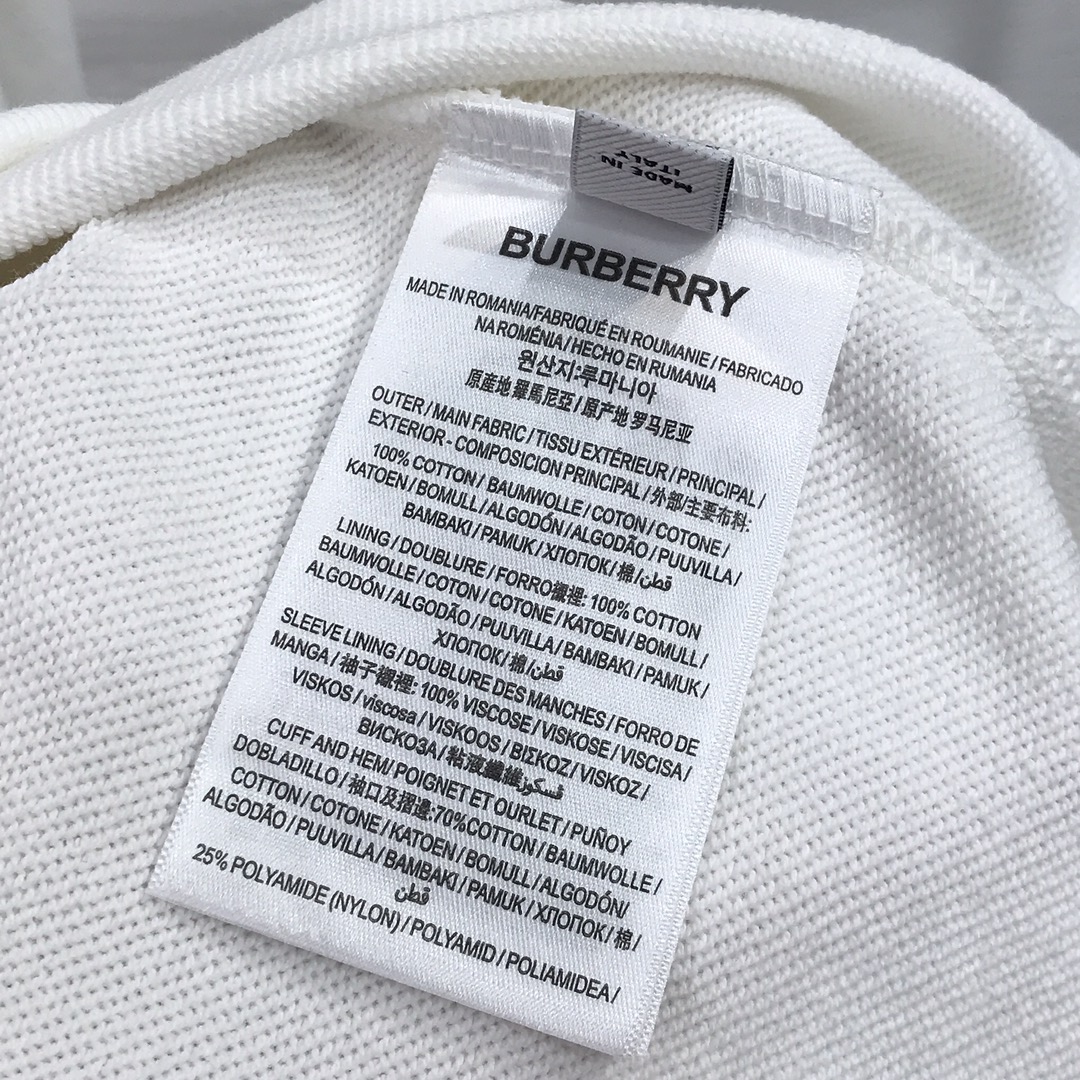 MADE IN
ITALY
BURBERRY
MADE IN ROMANIA/FABRIQUÉ EN ROUMANIE / FABRICADO
NA ROMÉNIA / HECHO EN RUMANIA
원산지:루마니아
原産地 羅馬尼亞 / 原产地 罗马尼亚
OUTER / MAIN FABRIC / TISSU EXTÉRIEUR / PRINCIPAL /
EXTERIOR - COMPOSICION PRINCIPAL / 外部/主要布料:
100% COTTON / BAUMWOLLE / COTON / COTONE /
KATOEN / BOMULL / ALGODÓN / ALGODÃO / PUUVILLA /
BAMBAKI / PAMUK / ХЛОПОК / 棉/ قطن/
LINING / DOUBLURE / FORRO襯裡: 100% COTTON
BAUMWOLLE / COTON / COTONE / KATOEN / BOMULL /
ALGODÓN / ALGODÃO / PUUVILLA / BAMBAKI / PAMUK /
ХЛОПОК / 棉/ قطن/
SLEEVE LINING / DOUBLURE DES MANCHES / FORRO DE
MANGA / 袖子襯裡: 100% VISCOSE / VISKOSE / VISCISA /
VISKOS / viscosa / VISKOOS / ΒΙΣΚΟΖ / VISKOZ /
ВИСКОЗА / 粘液纖維/ فسكوز
CUFF AND HEM/ POIGNET ET OURLET / PUÑOY
DOBLADILLO / 袖口及摺邊:70%COTTON / BAUMWOLLE /
COTTON / COTONE / KATOEN / BOMULL / ALGODÓN/
ALGODÃO / PUUVILLA / BAMBAKI / PAMUK / ХЛОПОК / 棉/
قطن
25% POLYAMIDE (NYLON) / POLYAMID / POLIAMIDEA /